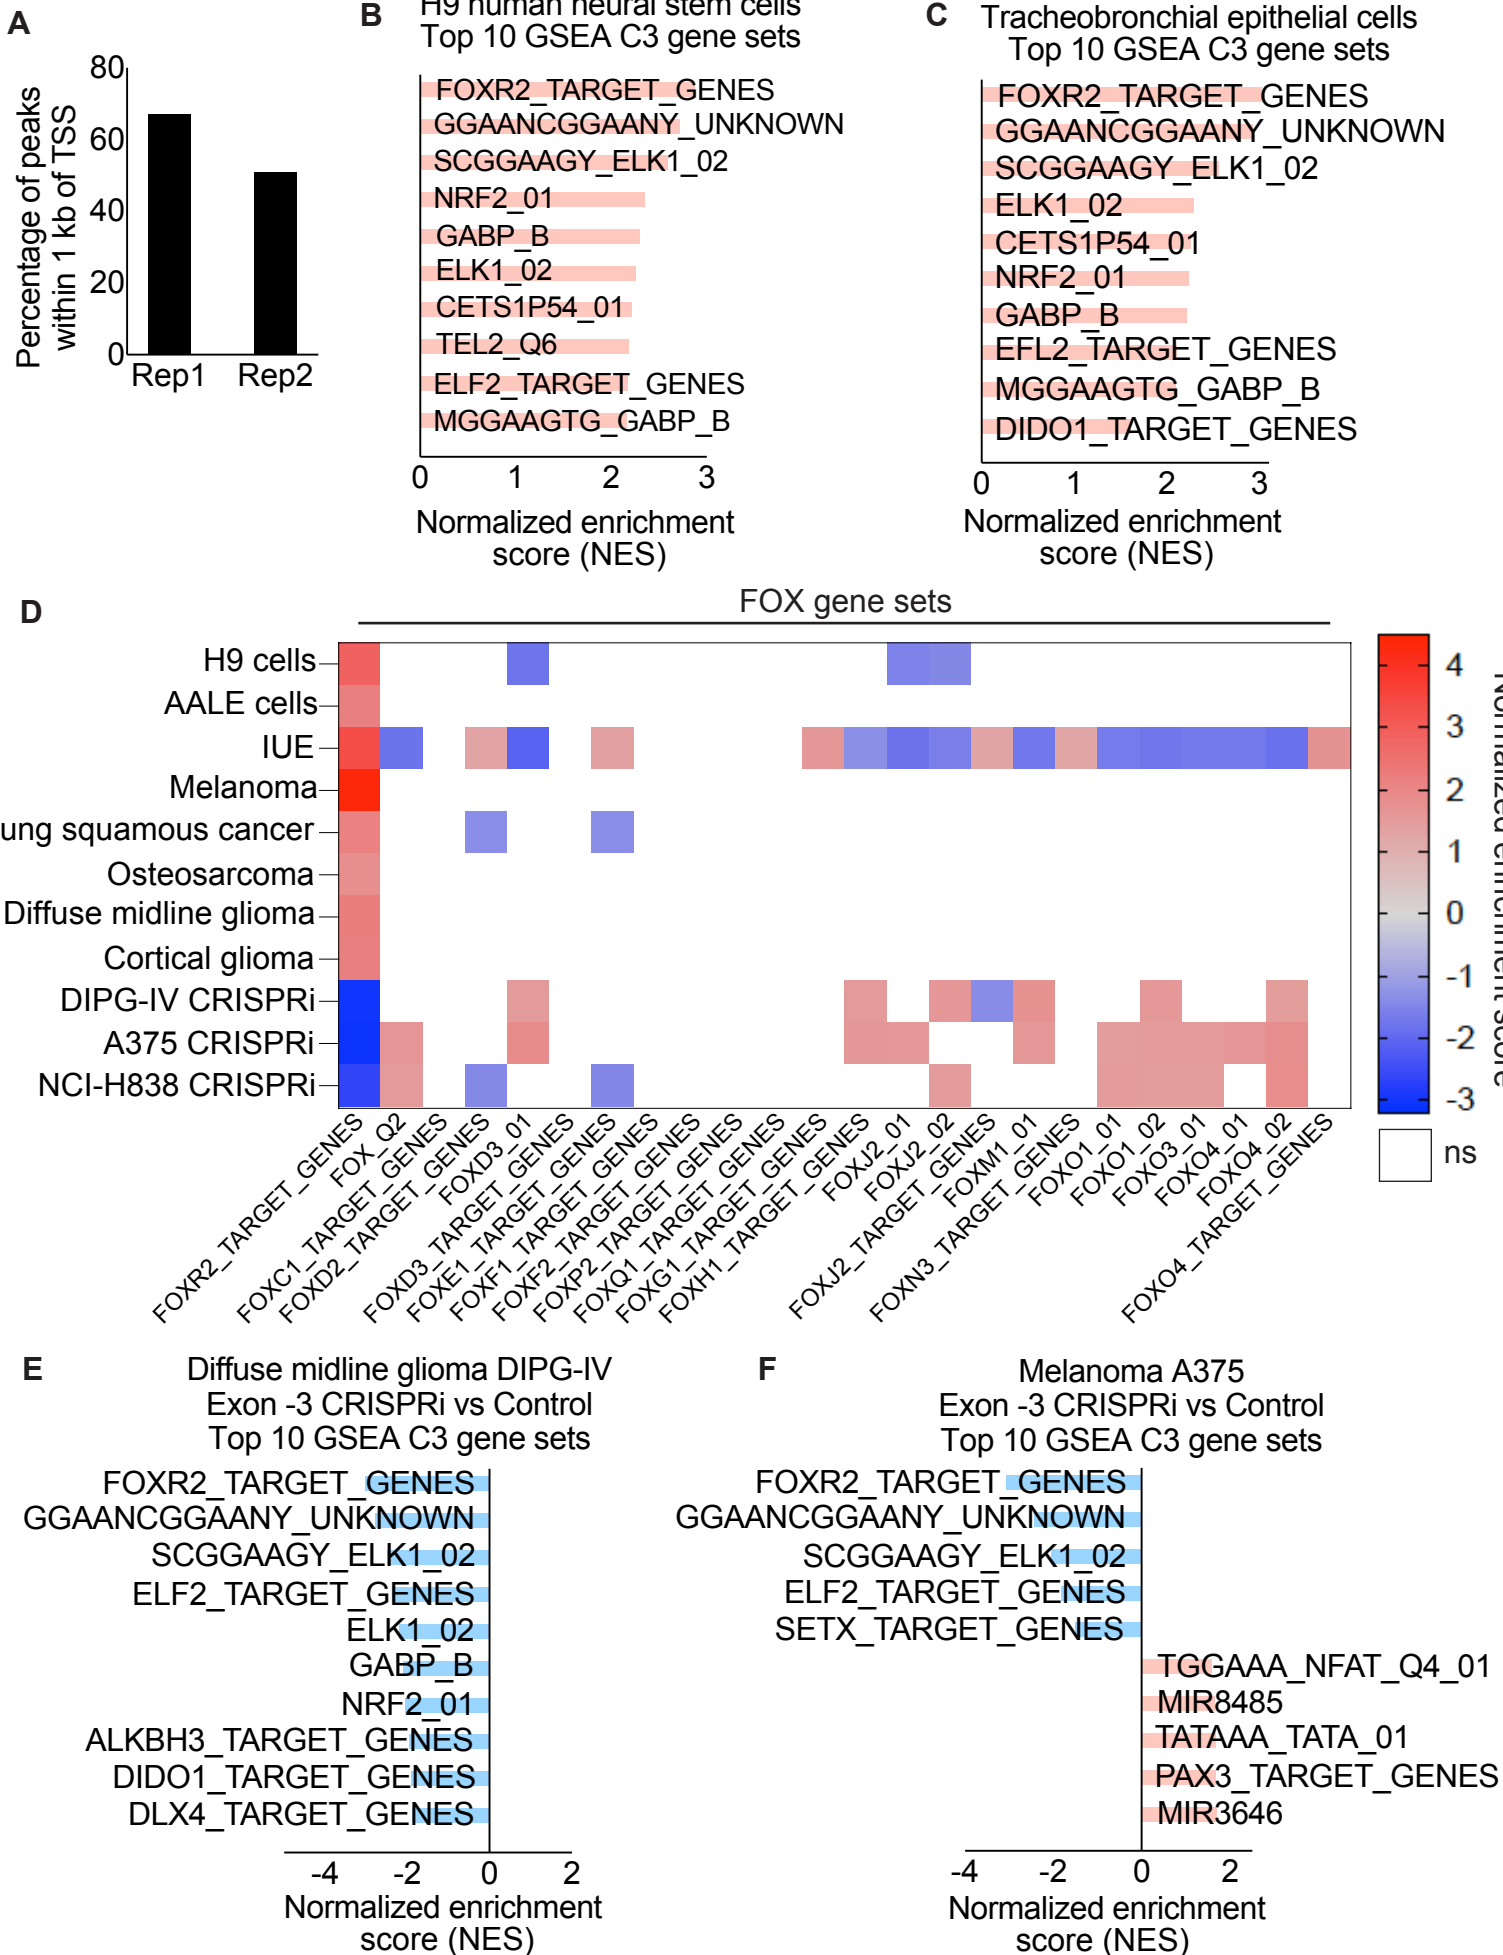 A
Percentage of peaks
within 1 kb of TSS
80
60
40
20
0
Rep1 Rep2
B
H9 human neural stem cells
Top 10 GSEA C3 gene sets
FOXR2_TARGET_GENES
GGAANCGGAANY_UNKNOWN
SCGGAAGY_ELK1_02
NRF2_01
GABP_B
ELK1_02
CETS1P54_01
TEL2_Q6
ELF2_TARGET_GENES
MGGAAGTG_GABP_B
0 1 2 3
Normalized enrichment
score (NES)
C
Tracheobronchial epithelial cells
Top 10 GSEA C3 gene sets
FOXR2_TARGET_GENES
GGAANCGGAANY_UNKNOWN
SCGGAAGY_ELK1_02
ELK1_02
CETS1P54_01
NRF2_01
GABP_B
EFL2_TARGET_GENES
MGGAAGTG_GABP_B
DIDO1_TARGET_GENES
0 1 2 3
Normalized enrichment
score (NES)
D
FOX gene sets
H9 cells
AALE cells
IUE
Melanoma
ung squamous cancer
Osteosarcoma
Diffuse midline glioma
Cortical glioma
DIPG-IV CRISPRi
A375 CRISPRi
NCI-H838 CRISPRi
FOXR2_TARGET_GENES
FOX_Q2
FOXC1_TARGET_GENES
FOXD2_TARGET_GENES
FOXD3_01
FOXD3_TARGET_GENES
FOXE1_TARGET_GENES
FOXF1_TARGET_GENES
FOXF2_TARGET_GENES
FOXP2_TARGET_GENES
FOXQ1_TARGET_GENES
FOXG1_TARGET_GENES
FOXH1_TARGET_GENES
FOXJ2_01
FOXJ2_02
FOXJ2_TARGET_GENES
FOXM1_01
FOXN3_TARGET_GENES
FOXO1_01
FOXO1_02
FOXO3_01
FOXO4_01
FOXO4_02
FOXO4_TARGET_GENES
4
3
2
1
0
-1
-2
-3
ns
Normalized enrichment score
E
Diffuse midline glioma DIPG-IV
Exon -3 CRISPRi vs Control
Top 10 GSEA C3 gene sets
FOXR2_TARGET_GENES
GGAANCGGAANY_UNKNOWN
SCGGAAGY_ELK1_02
ELF2_TARGET_GENES
ELK1_02
GABP_B
NRF2_01
ALKBH3_TARGET_GENES
DIDO1_TARGET_GENES
DLX4_TARGET_GENES
-4 -2 0 2
Normalized enrichment
score (NES)
F
Melanoma A375
Exon -3 CRISPRi vs Control
Top 10 GSEA C3 gene sets
FOXR2_TARGET_GENES
GGAANCGGAANY_UNKNOWN
SCGGAAGY_ELK1_02
ELF2_TARGET_GENES
SETX_TARGET_GENES
TGGAAA_NFAT_Q4_01
MIR8485
TATAAA_TATA_01
PAX3_TARGET_GENES
MIR3646
-4 -2 0 2
Normalized enrichment
score (NES)